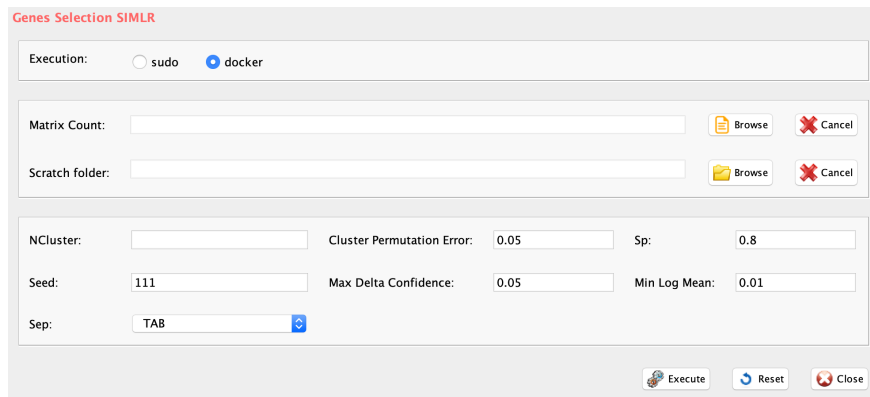 Genes Selection SIMLR
Execution: sudo docker
Matrix Count: Browse Cancel
Scratch folder: Browse Cancel
NCluster: Cluster Permutation Error: 0.05 Sp: 0.8
Seed: 111 Max Delta Confidence: 0.05 Min Log Mean: 0.01
Sep: TAB
Execute Reset Close